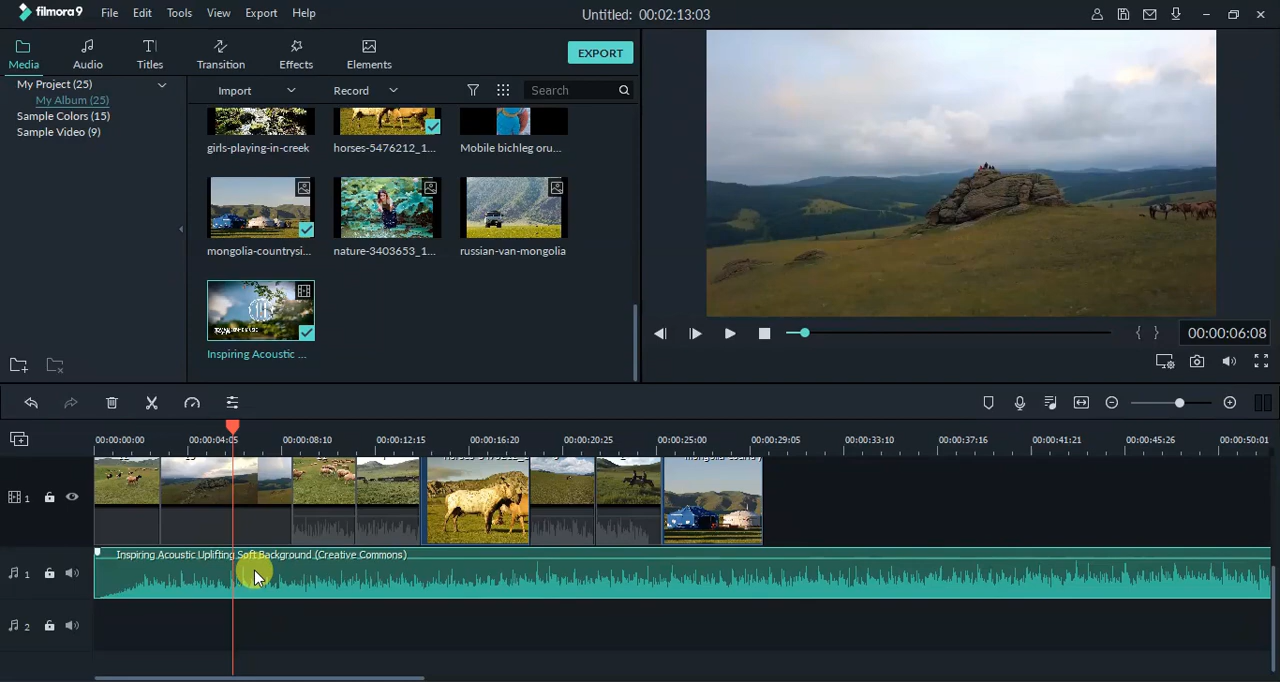 filmora9 File Edit Tools View Export Help Untitled: 00:02:13:03
Media Audio Titles Transition Effects Elements EXPORT
My Project (25)
My Album (25)
Sample Colors (15)
Sample Video (9)
Import Record Search
girls-playing-in-creek horses-5476212_1... Mobile bichleg oru...
mongolia-countrysi... nature-3403653_1... russian-van-mongolia
Inspiring Acoustic ...
00:00:06:08
00:00:00:00 00:00:04:05 00:00:08:10 00:00:12:15 00:00:16:20 00:00:20:25 00:00:25:00 00:00:29:05 00:00:33:10 00:00:37:16 00:00:41:21 00:00:45:26 00:00:50:01
1
Inspiring Acoustic Uplifting Soft Background (Creative Commons)
1
2